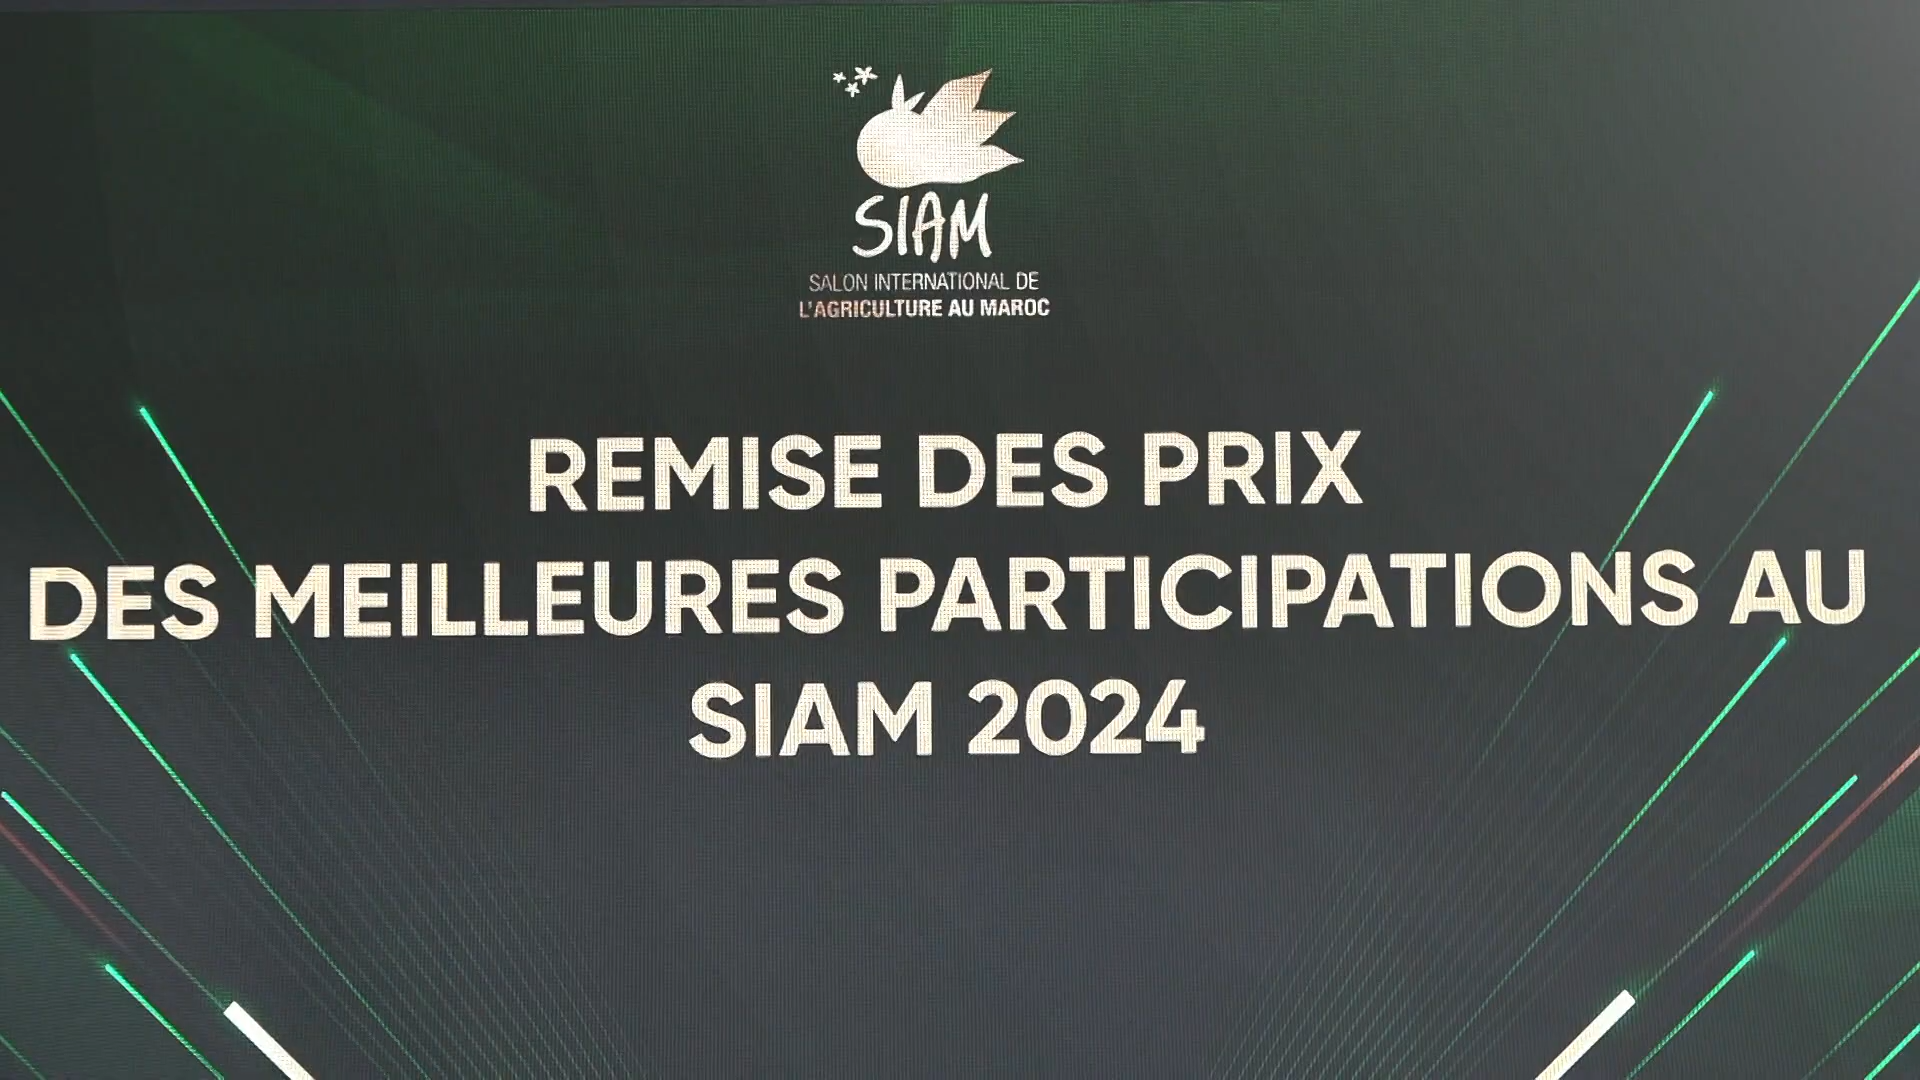 SIAM
SALON INTERNATIONAL DE
L'AGRICULTURE AU MAROC
REMISE DES PRIX
DES MEILLEURES PARTICIPATIONS AU
SIAM 2024